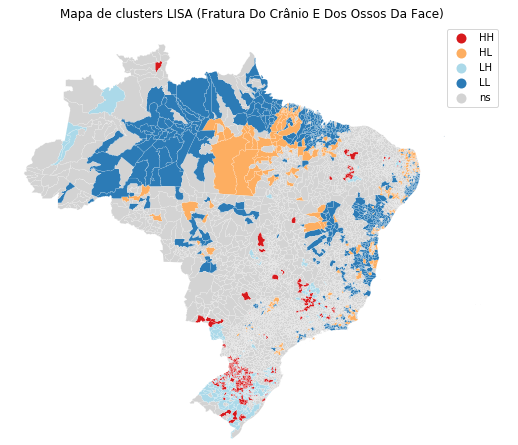 Mapa de clusters LISA (Fratura Do Crânio E Dos Ossos Da Face)
HH
HL
LH
LL
ns